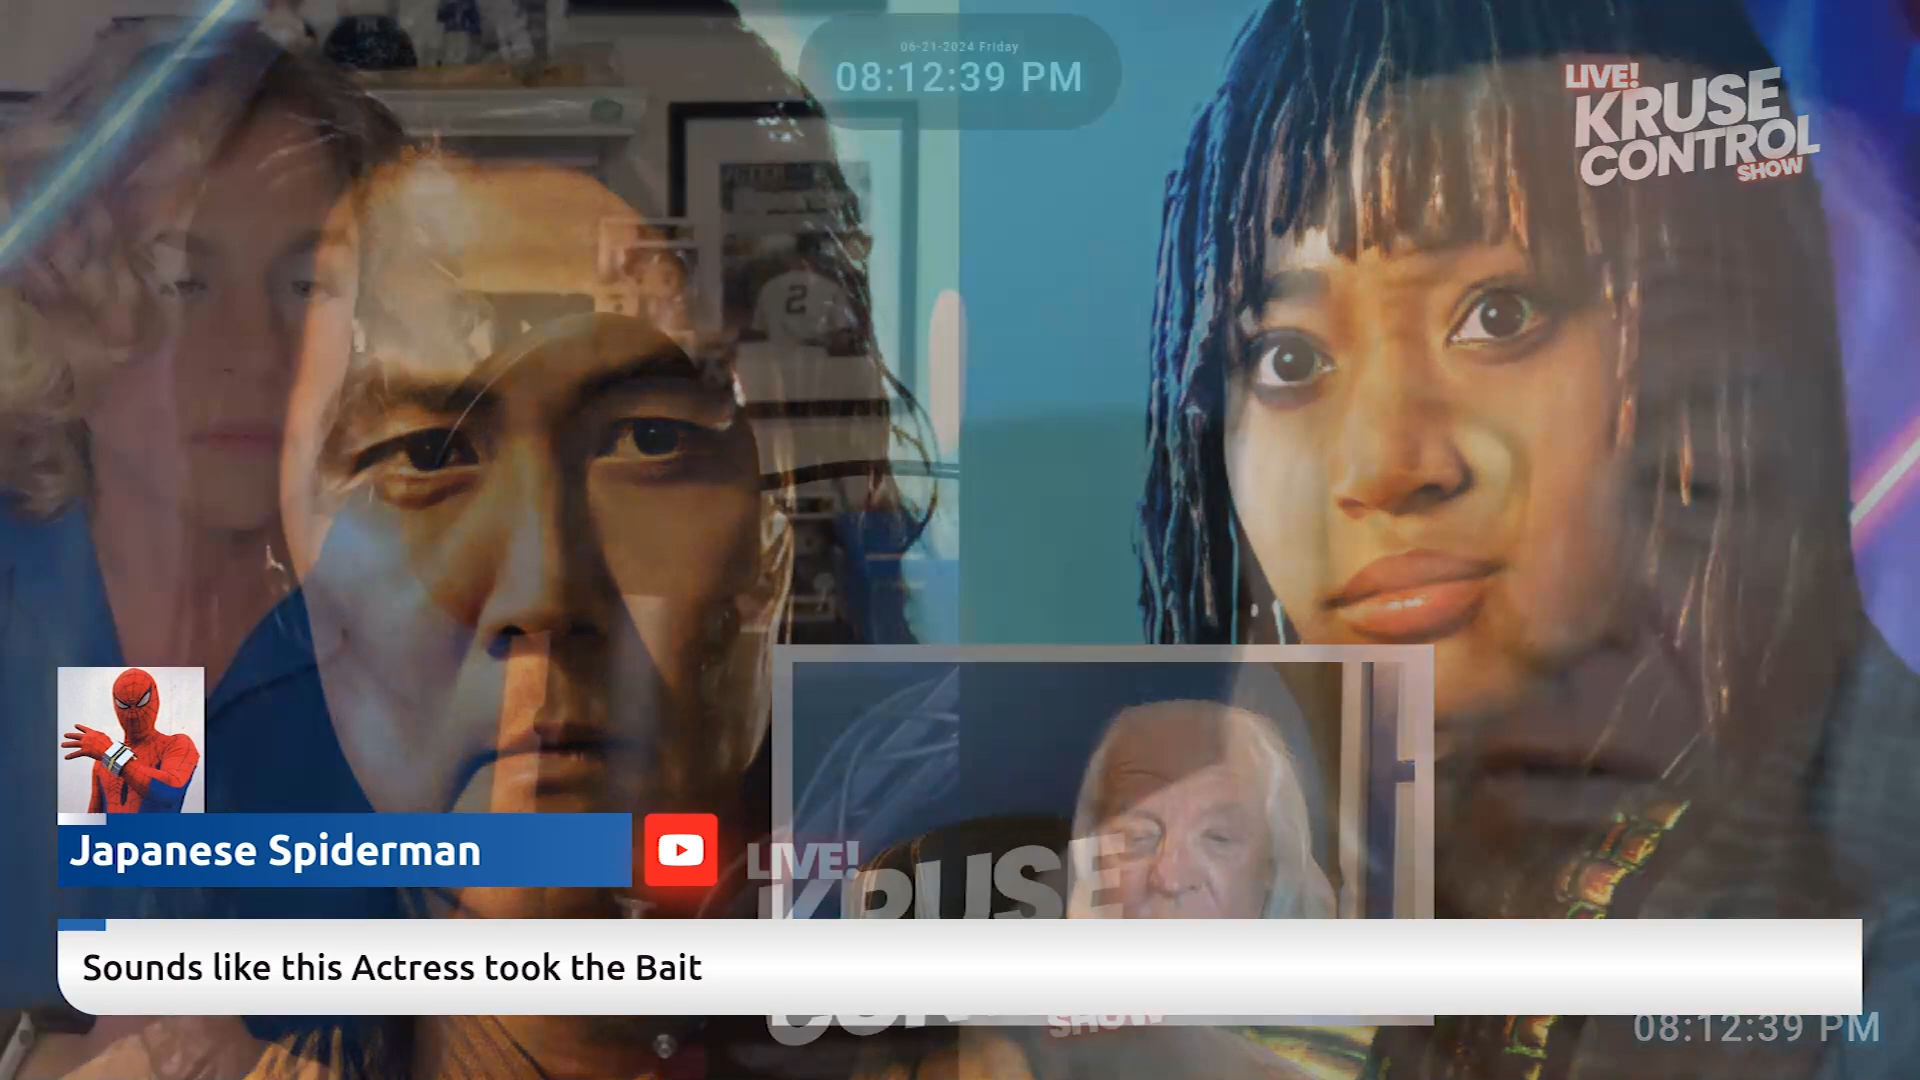 06-21-2024 Friday
08:12:39 PM
LIVE!
KRUSE
CONTROL
SHOW
2
Japanese Spiderman
LIVE!
KRUSE
Sounds like this Actress took the Bait
SHOW
08:12:39 PM